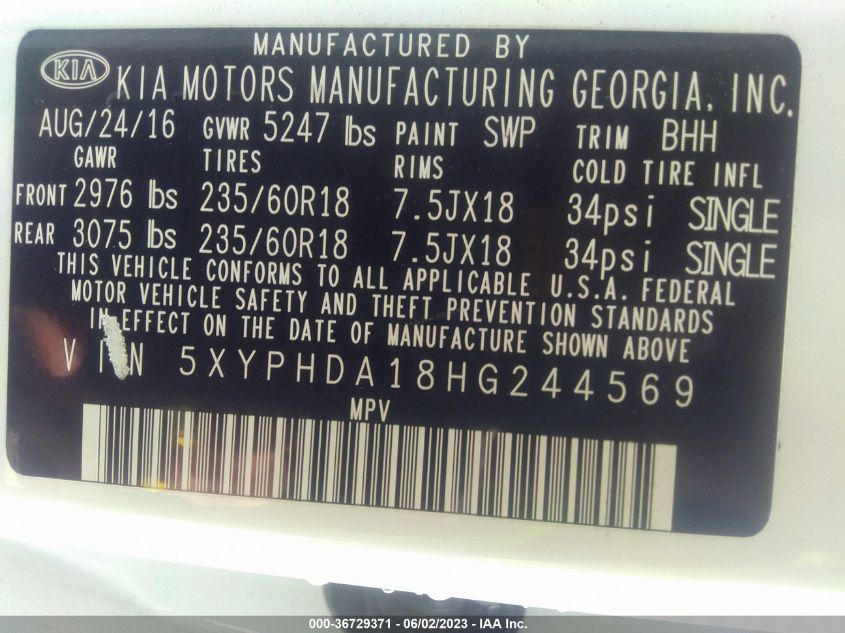 MANUFACTURED BY
KIA KIA MOTORS MANUFACTURING GEORGIA, INC.
AUG/24/16 GVWR 5247 lbs PAINT SWP TRIM BHH
GAWR TIRES RIMS COLD TIRE INFL
FRONT 2976 lbs 235/60R18 7.5JX18 34psi SINGLE
REAR 3075 lbs 235/60R18 7.5JX18 34psi SINGLE
THIS VEHICLE CONFORMS TO ALL APPLICABLE U.S.A. FEDERAL
MOTOR VEHICLE SAFETY AND THEFT PREVENTION STANDARDS
IN EFFECT ON THE DATE OF MANUFACTURE SHOWN ABOVE
VIN 5XYPHDA18HG244569
MPV
000-36729371 - 06/02/2023 - IAA Inc.